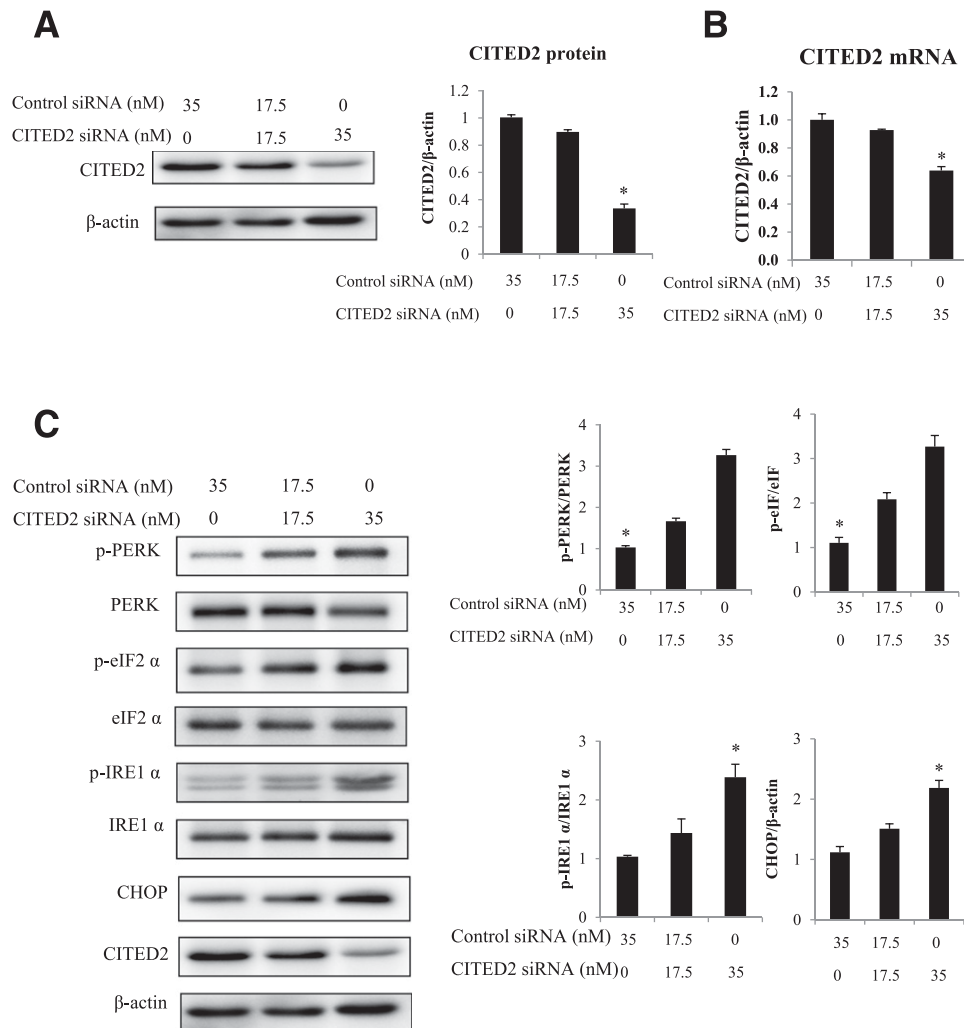 A
Control siRNA (nM) 35 17.5 0
CITED2 siRNA (nM) 0 17.5 35
CITED2
β-actin
CITED2 protein
CITED2/β-actin
1.2
1
0.8
0.6
0.4
0.2
0
*
Control siRNA (nM) 35 17.5 0
CITED2 siRNA (nM) 0 17.5 35
B
CITED2 mRNA
CITED2/β-actin
1.2
1.0
0.8
0.6
0.4
0.2
0.0
*
Control siRNA (nM) 35 17.5 0
CITED2 siRNA (nM) 0 17.5 35
C
Control siRNA (nM) 35 17.5 0
CITED2 siRNA (nM) 0 17.5 35
p-PERK
PERK
p-eIF2 α
eIF2 α
p-IRE1 α
IRE1 α
CHOP
CITED2
β-actin
p-PERK/PERK
4
3
2
1
0
*
Control siRNA (nM) 35 17.5 0
CITED2 siRNA (nM) 0 17.5 35
p-eIF/eIF
4
3
2
1
0
*
35 17.5 0
0 17.5 35
p-IRE1 α/IRE1 α
3
2
1
0
*
Control siRNA (nM) 35 17.5 0
CITED2 siRNA (nM) 0 17.5 35
CHOP/β-actin
3
2
1
0
*
35 17.5 0
0 17.5 35